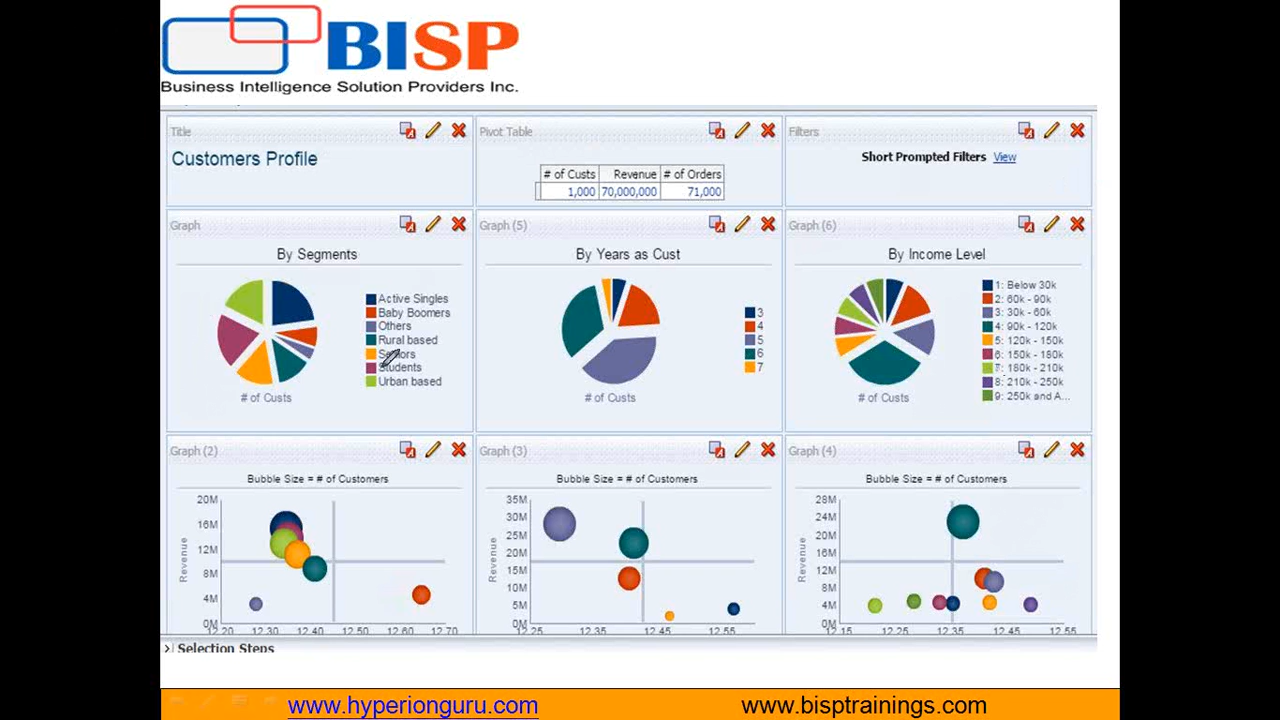 BISP
Business Intelligence Solution Providers Inc.
Title
Customers Profile
Pivot Table
# of Custs Revenue # of Orders
1,000 70,000,000 71,000
Filters
Short Prompted Filters View
Graph
By Segments
Active Singles
Baby Boomers
Others
Rural based
Seniors
Students
Urban based
# of Custs
Graph (5)
By Years as Cust
3
4
5
6
7
# of Custs
Graph (6)
By Income Level
1: Below 30k
2: 60k - 90k
3: 30k - 60k
4: 90k - 120k
5: 120k - 150k
6: 150k - 180k
7: 180k - 210k
8: 210k - 250k
9: 250k and A...
# of Custs
Graph (2)
Bubble Size = # of Customers
Revenue
20M
16M
12M
8M
4M
0M
12.20 12.30 12.40 12.50 12.60 12.70
Graph (3)
Bubble Size = # of Customers
Revenue
35M
30M
25M
20M
15M
10M
5M
0M
12.25 12.35 12.45 12.55
Graph (4)
Bubble Size = # of Customers
Revenue
28M
24M
20M
16M
12M
8M
4M
0M
12.15 12.25 12.35 12.45 12.55
Selection Steps
www.hyperionguru.com www.bisptrainings.com